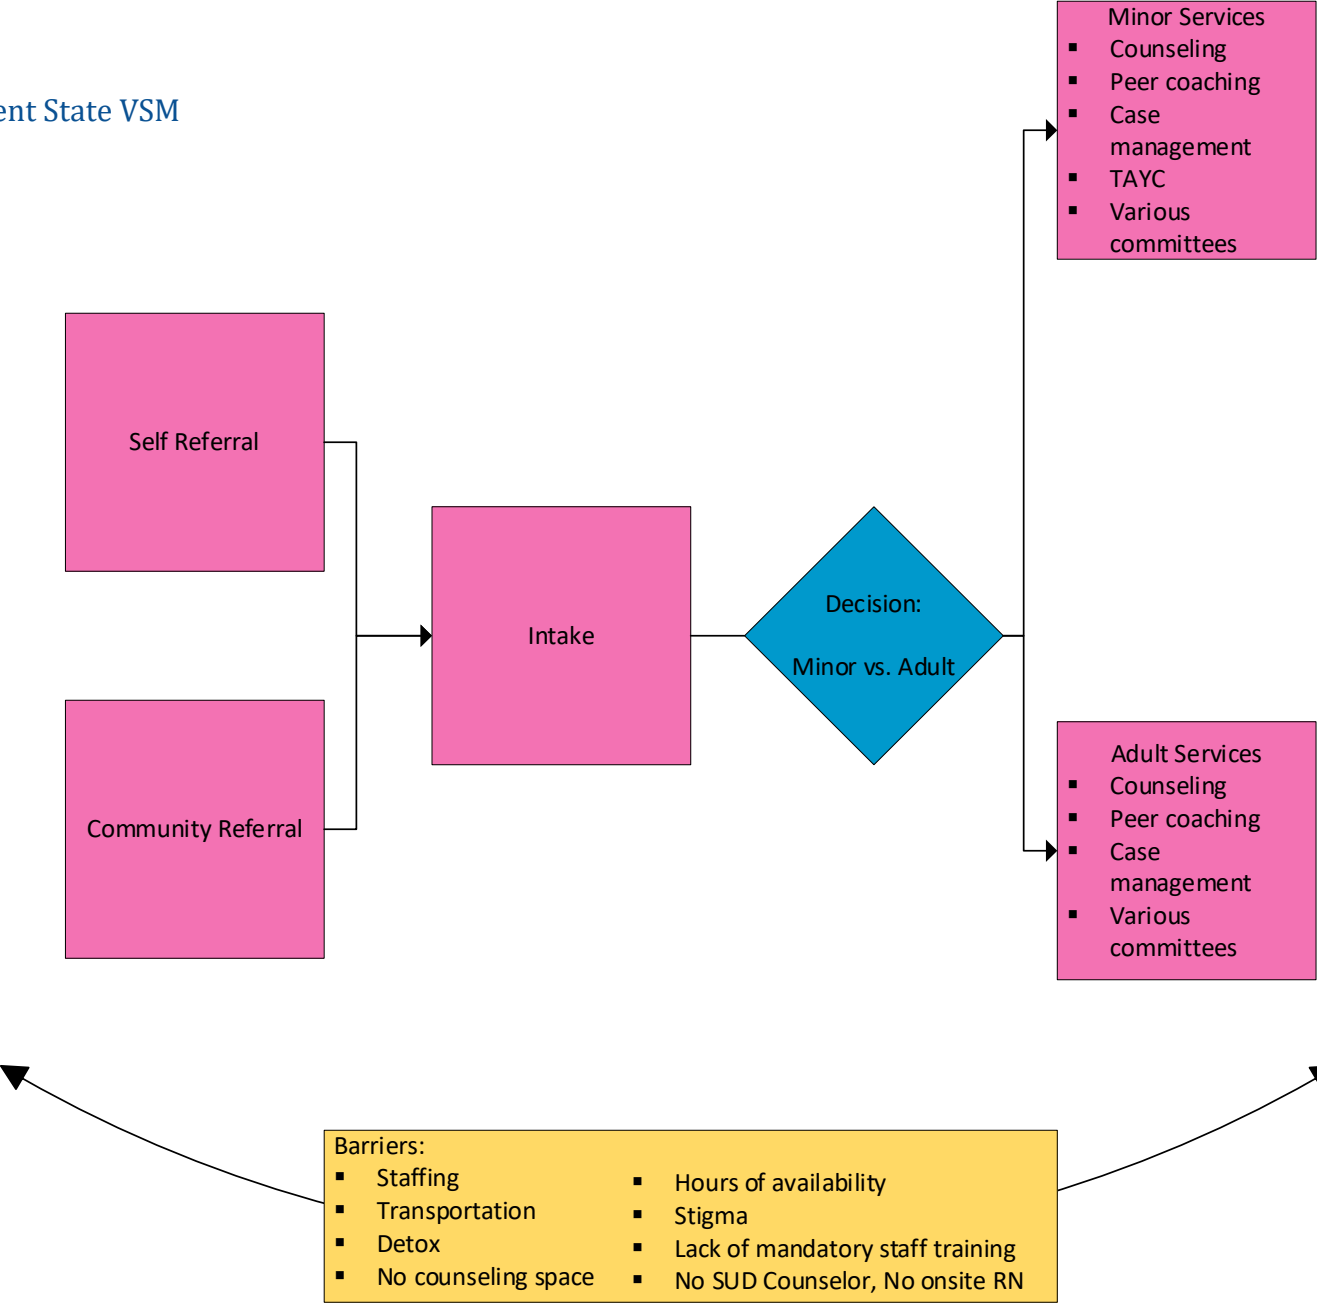 ent State VSM
Minor Services
▪ Counseling
▪ Peer coaching
▪ Case
management
▪ TAYC
▪ Various
committees
Self Referral
Intake
Decision:
Minor vs. Adult
Community Referral
Adult Services
▪ Counseling
▪ Peer coaching
▪ Case
management
▪ Various
committees
Barriers:
▪ Staffing
▪ Transportation
▪ Detox
▪ No counseling space
▪ Hours of availability
▪ Stigma
▪ Lack of mandatory staff training
▪ No SUD Counselor, No onsite RN